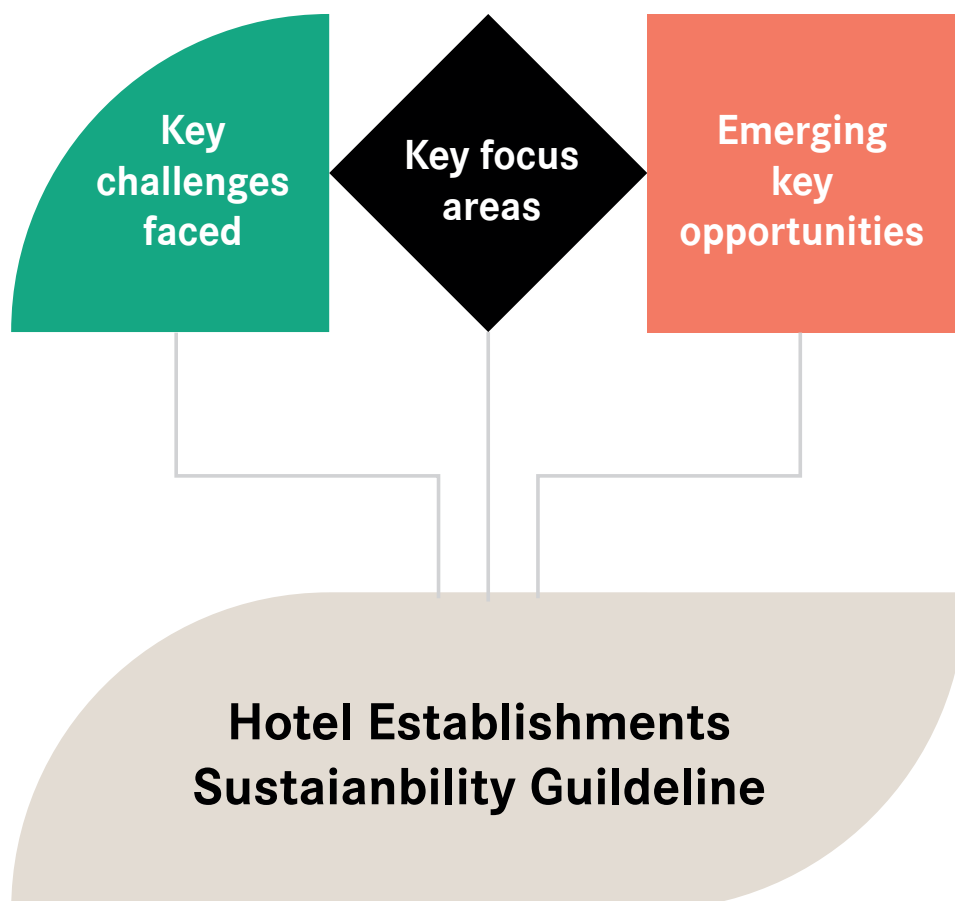 Key
challenges
faced
Key focus
areas
Emerging
key
opportunities
Hotel Establishments
Sustaianbility Guildeline